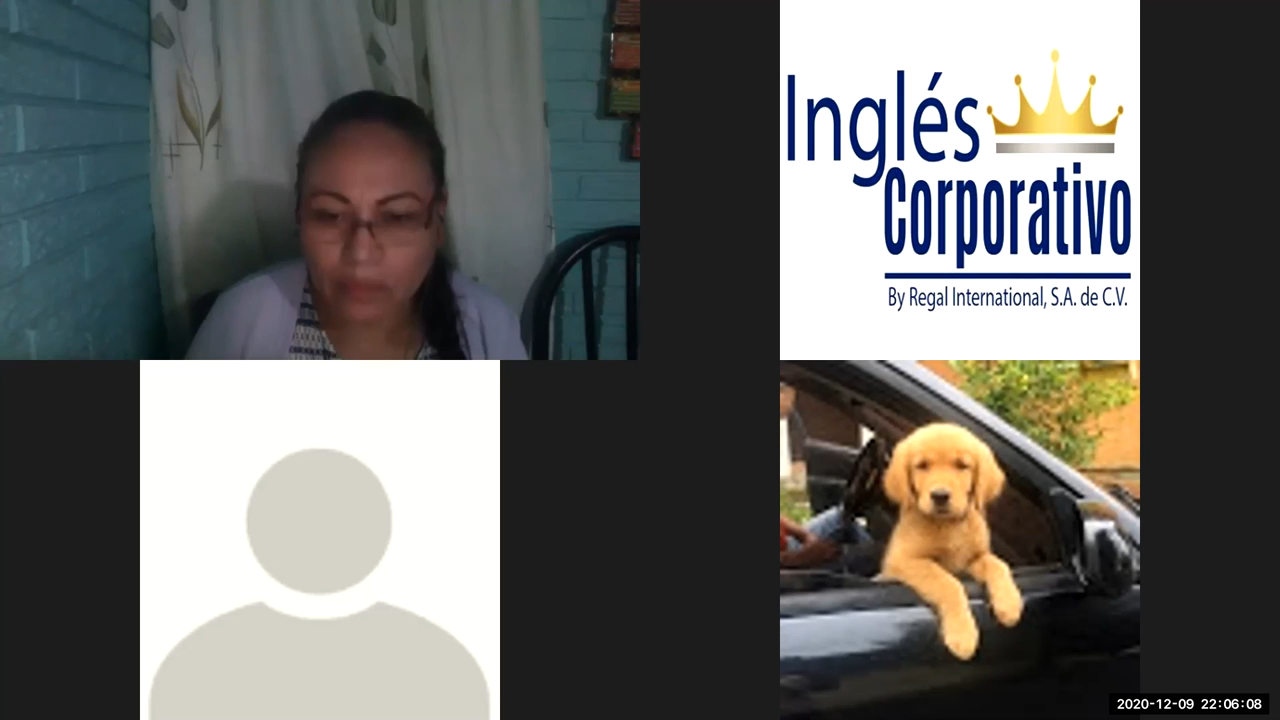 Inglés
Corporativo
By Regal International, S.A. de C.V.
2020-12-09 22:06:08